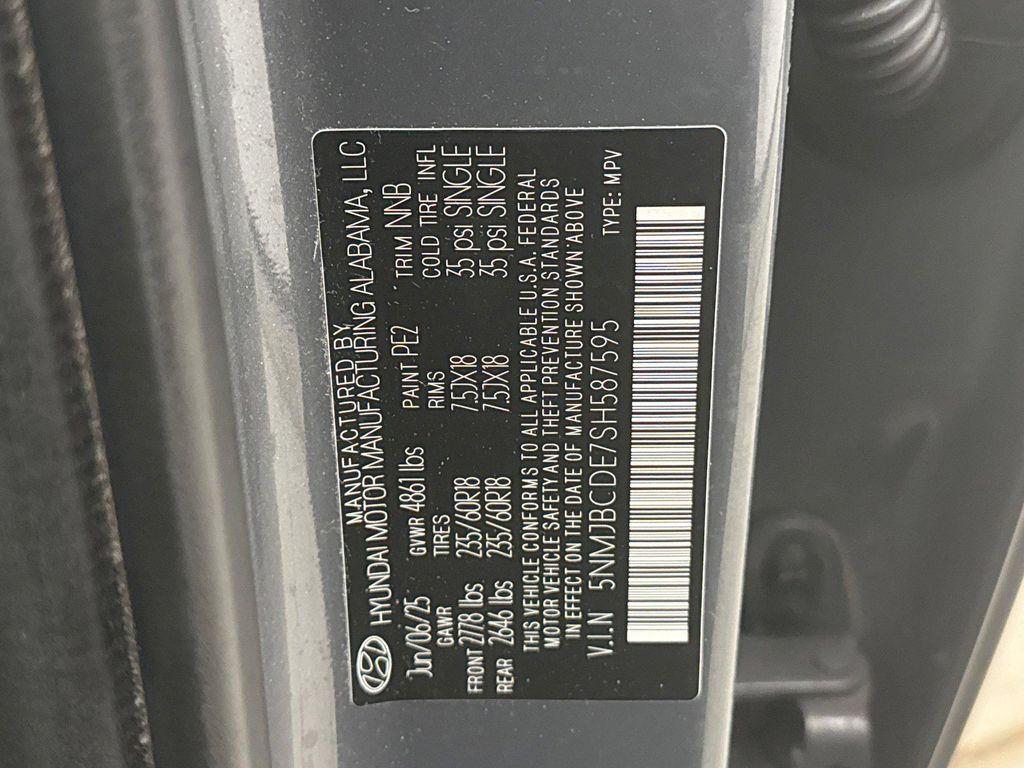 MANUFACTURED BY
HYUNDAI MOTOR MANUFACTURING ALABAMA, LLC
Jun/06/25 GVWR 4861 lbs PAINT PE2 TRIM NNB
GAWR TIRES RIMS COLD TIRE INFL
FRONT 2778 lbs 235/60R18 7.5JX18 35 psi SINGLE
REAR 2646 lbs 235/60R18 7.5JX18 35 psi SINGLE
THIS VEHICLE CONFORMS TO ALL APPLICABLE U.S.A. FEDERAL
MOTOR VEHICLE SAFETY AND THEFT PREVENTION STANDARDS
IN EFFECT ON THE DATE OF MANUFACTURE SHOWN ABOVE
V.I.N 5NMJBCDE7SH587595 TYPE: MPV